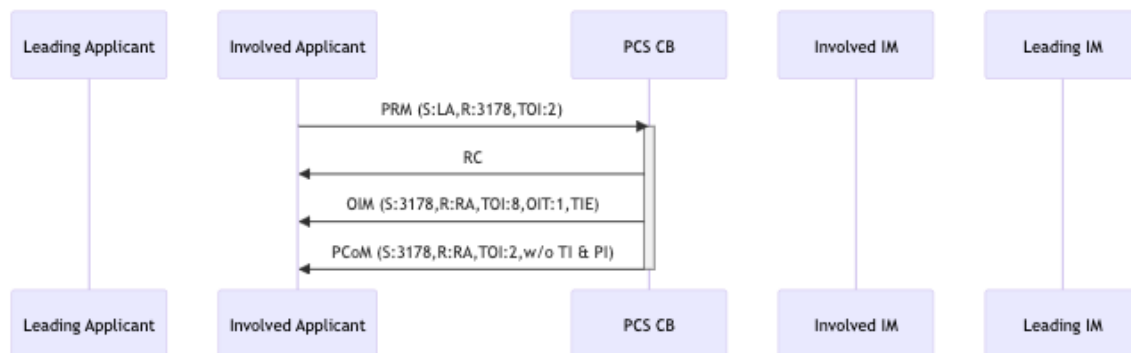 Leading Applicant
Involved Applicant
PCS CB
Involved IM
Leading IM
PRM (S:LA,R:3178,TOI:2)
RC
OIM (S:3178,R:RA,TOI:8,OIT:1,TIE)
PCoM (S:3178,R:RA,TOI:2,w/o TI & PI)
Leading Applicant
Involved Applicant
PCS CB
Involved IM
Leading IM